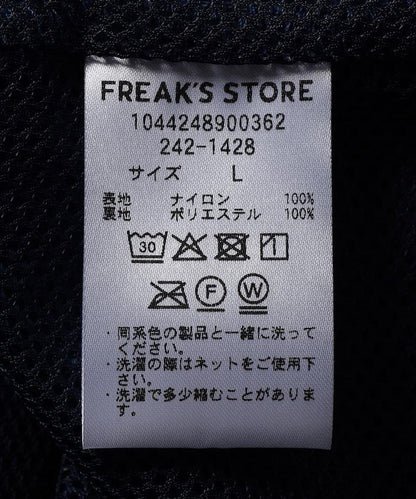 FREAK'S STORE
1044248900362
242-1428
サイズ L
表地 ナイロン 100%
裏地 ポリエステル 100%
30
F W
・同系色の製品と一緒に洗って
ください。
・洗濯の際はネットをご使用下
さい。
・洗濯で多少縮むことがありま
す。